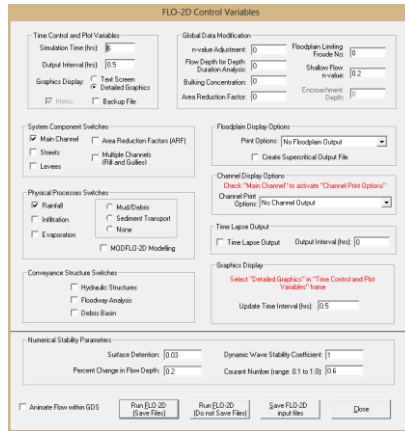 FLO-2D Control Variables
Time Control and Plot Variables
Simulation Time (hrs): 6
Output Interval (hrs): 0.5
Graphics Display: Text Screen
Detailed Graphics
Metric Backup File
Global Data Modification
n-value Adjustment: 0
Flow Depth for Depth
Duration Analysis: 0
Bulking Concentration: 0
Area Reduction Factor: 0
Floodplain Limiting
Froude No: 0
Shallow Flow
n-value: 0.2
Encroachment
Depth: 0
System Component Switches
Main Channel
Streets
Levees
Area Reduction Factors (ARF)
Multiple Channels
(Rill and Gullies)
Floodplain Display Options
Print Options: No Floodplain Output
Create Supercritical Output File
Physical Processes Switches
Rainfall
Infiltration
Evaporation
Mud/Debris
Sediment Transport
None
MODFLO-2D Modelling
Channel Display Options
Check "Main Channel" to activate "Channel Print Options"
Channel Print
Options: No Channel Output
Time Lapse Output
Time Lapse Output Output Interval (hrs): 0
Conveyance Structure Switches
Hydraulic Structures
Floodway Analysis
Debris Basin
Graphics Display
Select "Detailed Graphics" in "Time Control and Plot
Variables" frame
Update Time Interval (hrs): 0.5
Numerical Stability Parameters
Surface Detention: 0.03
Percent Change in Flow Depth: 0.2
Dynamic Wave Stability Coefficient: 1
Courant Number (range: 0.1 to 1.0): 0.6
Animate Flow within GDS
Run FLO-2D
(Save Files)
Run FLO-2D
(Do not Save Files)
Save FLO-2D
input files
Close